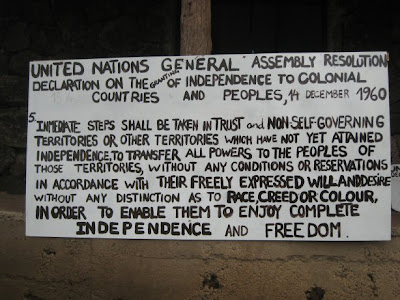 UNITED NATIONS GENERAL ASSEMBLY RESOLUTION
DECLARATION ON THE GRANTING OF INDEPENDENCE TO COLONIAL
COUNTRIES AND PEOPLES, 14 DECEMBER 1960
5. INMEDIATE STEPS SHALL BE TAKEN IN TRUST and NON-SELF-GOVERNING
TERRITORIES OR OTHER TERRITORIES WHICH HAVE NOT YET ATTAINED
INDEPENDENCE, TO TRANSFER ALL POWERS TO THE PEOPLES OF
THOSE TERRITORIES, WITHOUT ANY CONDITIONS OR RESERVATIONS
IN ACCORDANCE WITH THEIR FREELY EXPRESSED WILL AND DESIRE
WITHOUT ANY DISTINCTION AS TO RACE, CREED OR COLOUR,
IN ORDER TO ENABLE THEM TO ENJOY COMPLETE
INDEPENDENCE AND FREEDOM.